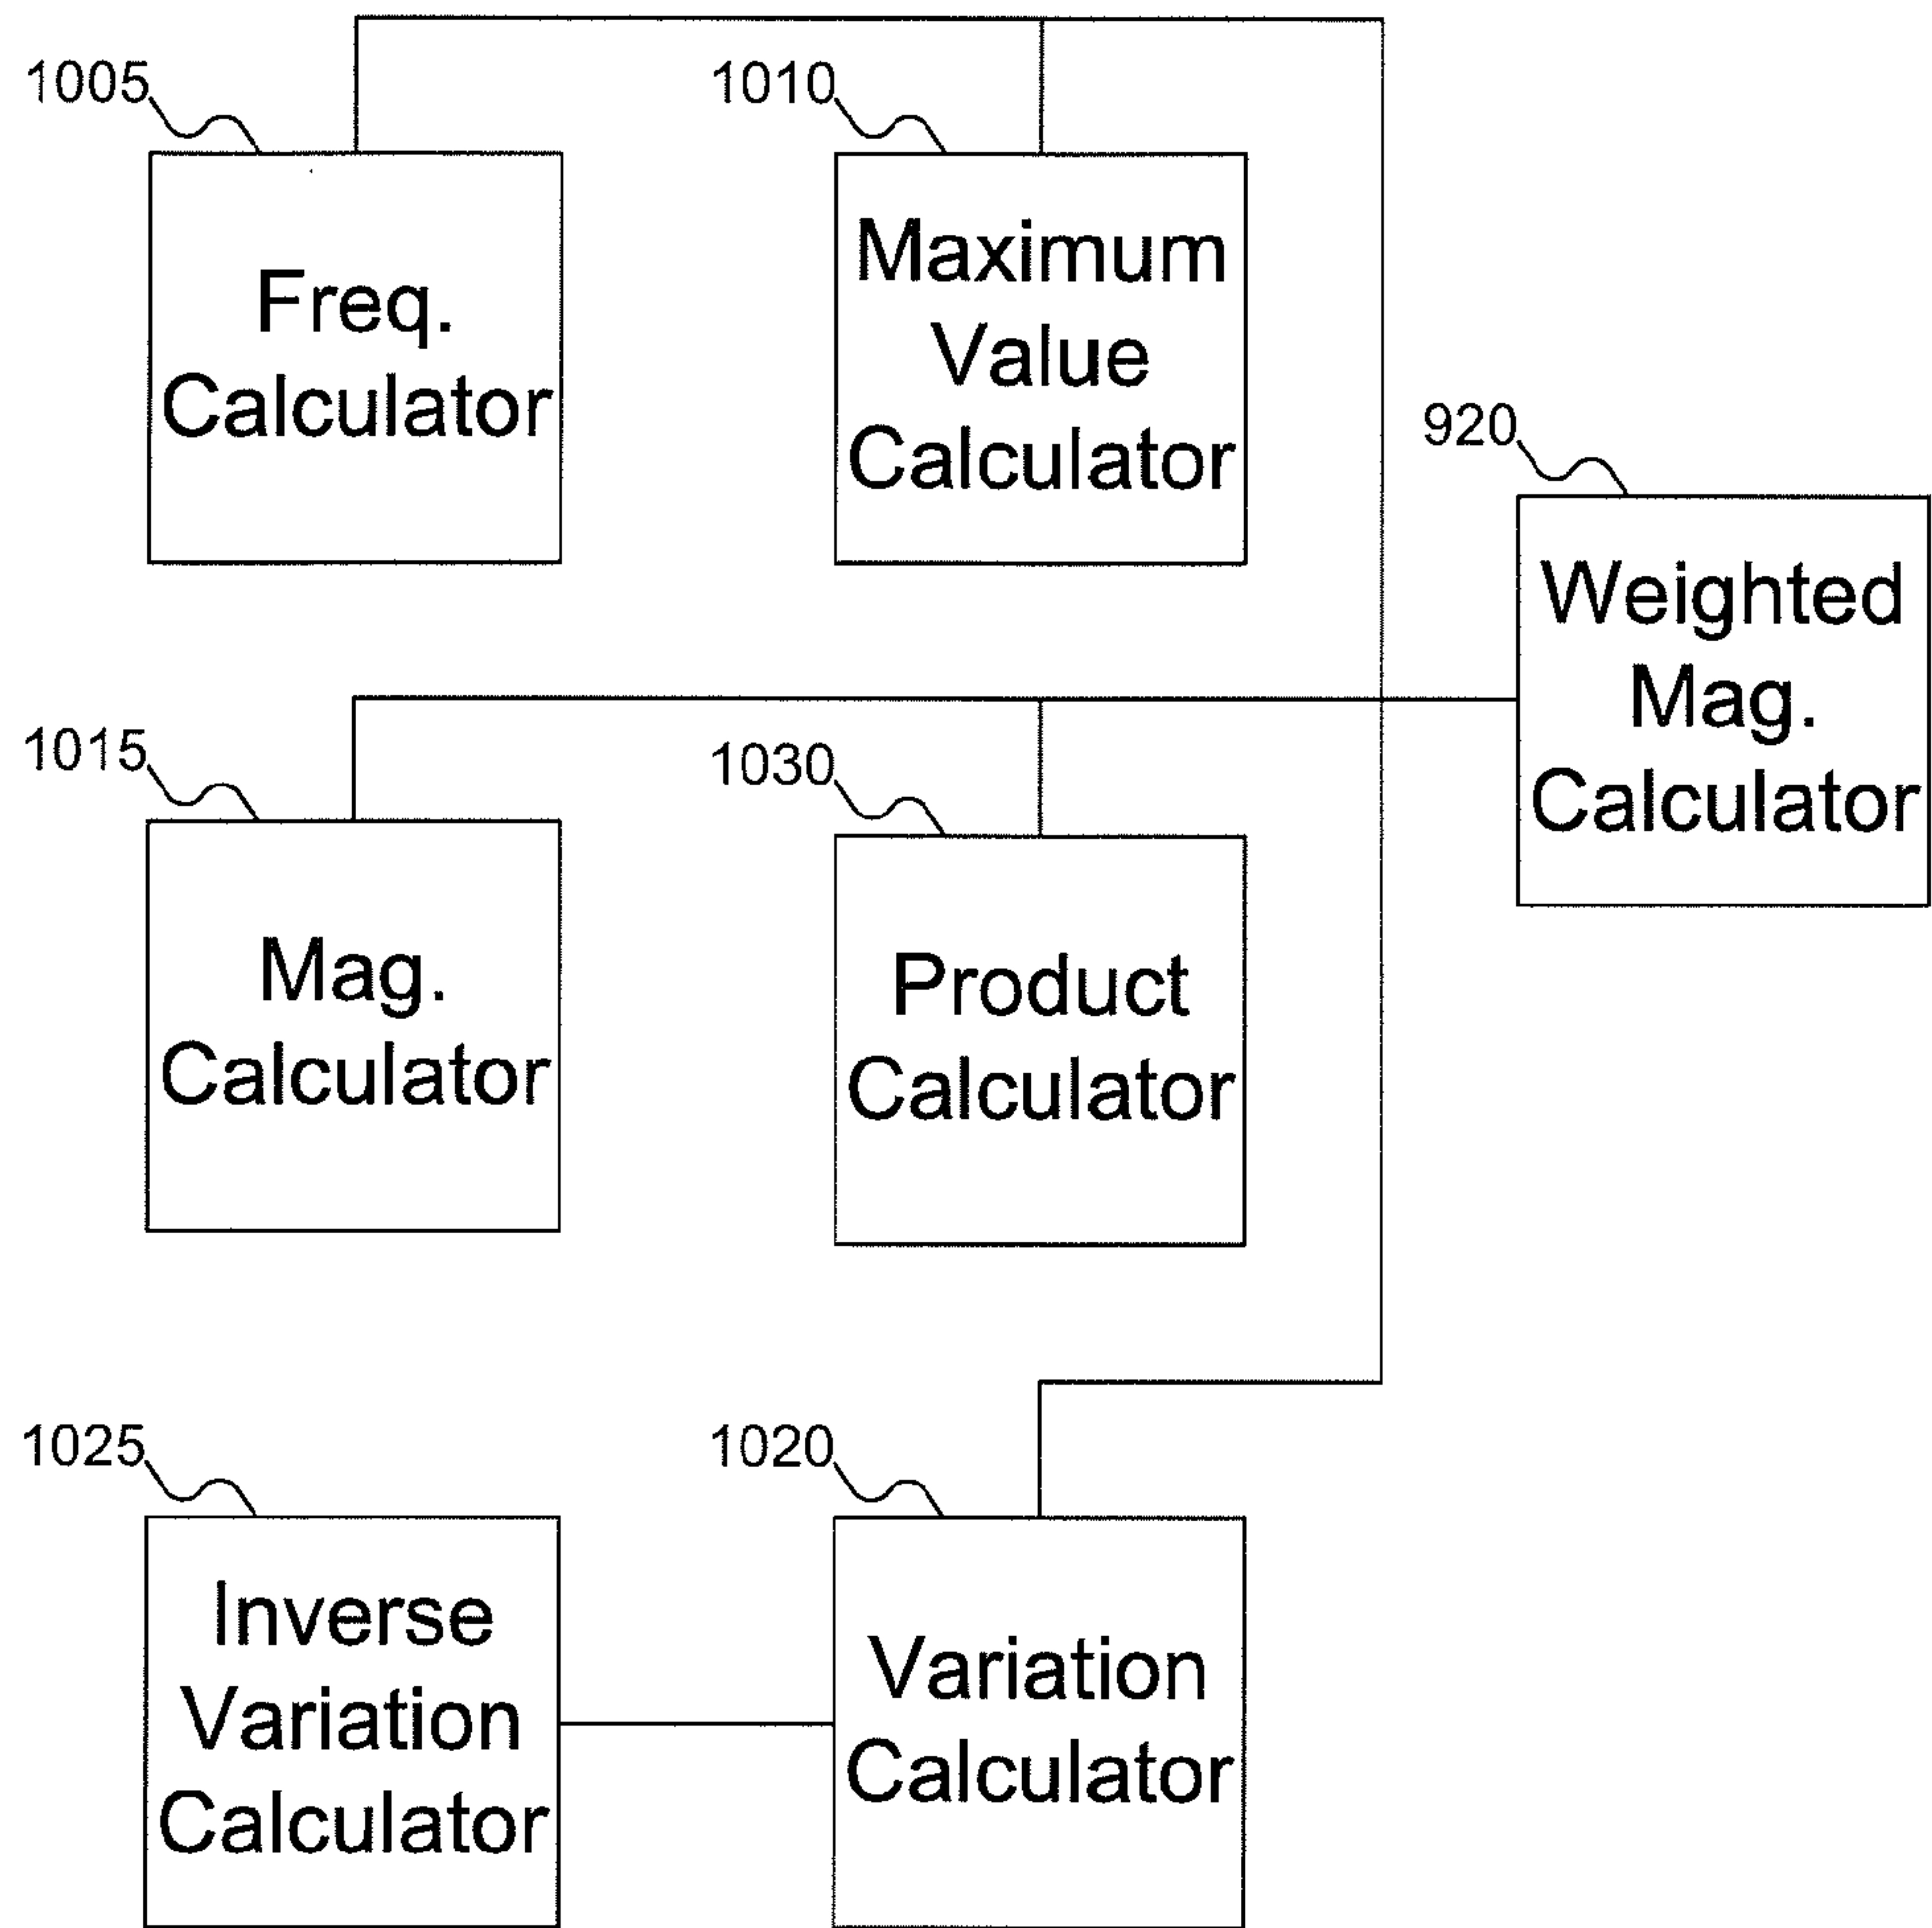 1005
Freq.
Calculator
1010
Maximum
Value
Calculator
920
Weighted
Mag.
Calculator
1015
Mag.
Calculator
1030
Product
Calculator
1025
Inverse
Variation
Calculator
1020
Variation
Calculator